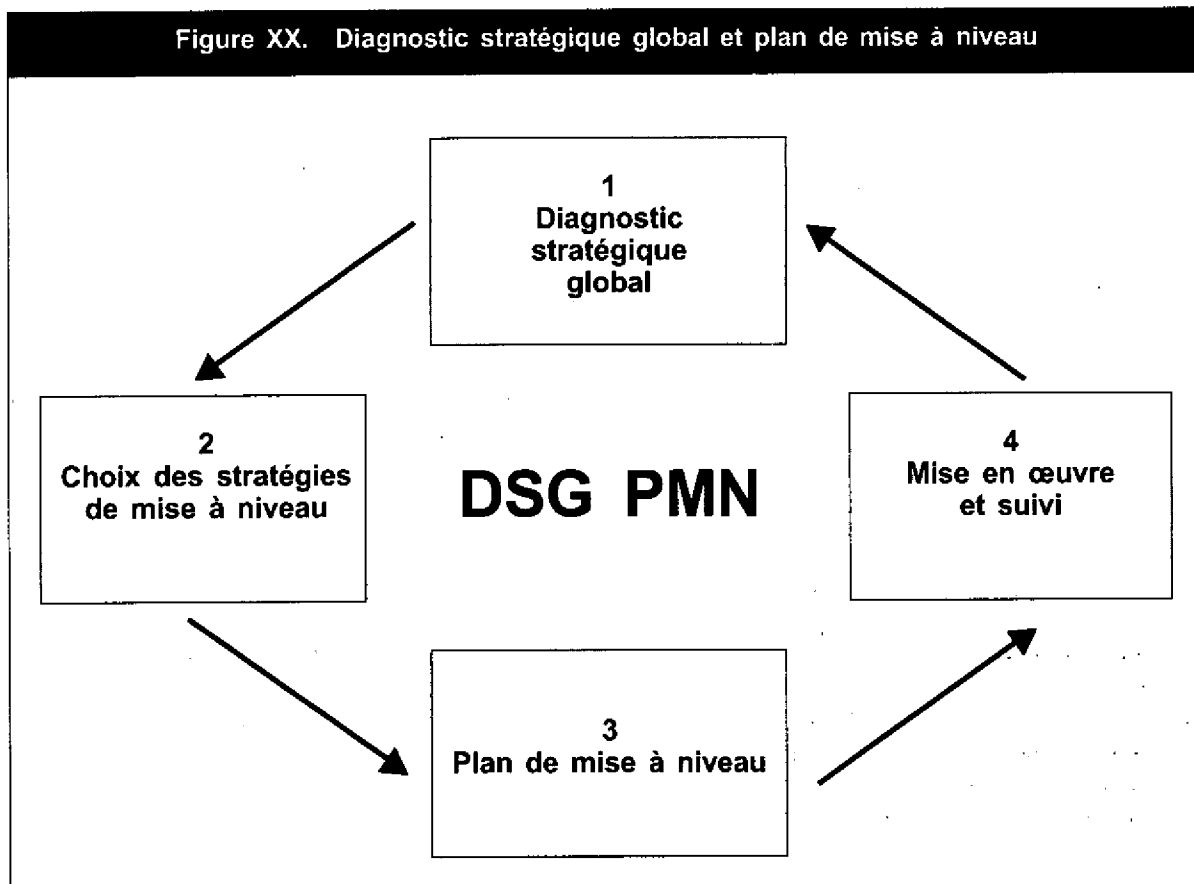 Figure XX. Diagnostic stratégique global et plan de mise à niveau
1
Diagnostic
stratégique
global
2
Choix des stratégies
de mise à niveau
DSG PMN
4
Mise en œuvre
et suivi
3
Plan de mise à niveau